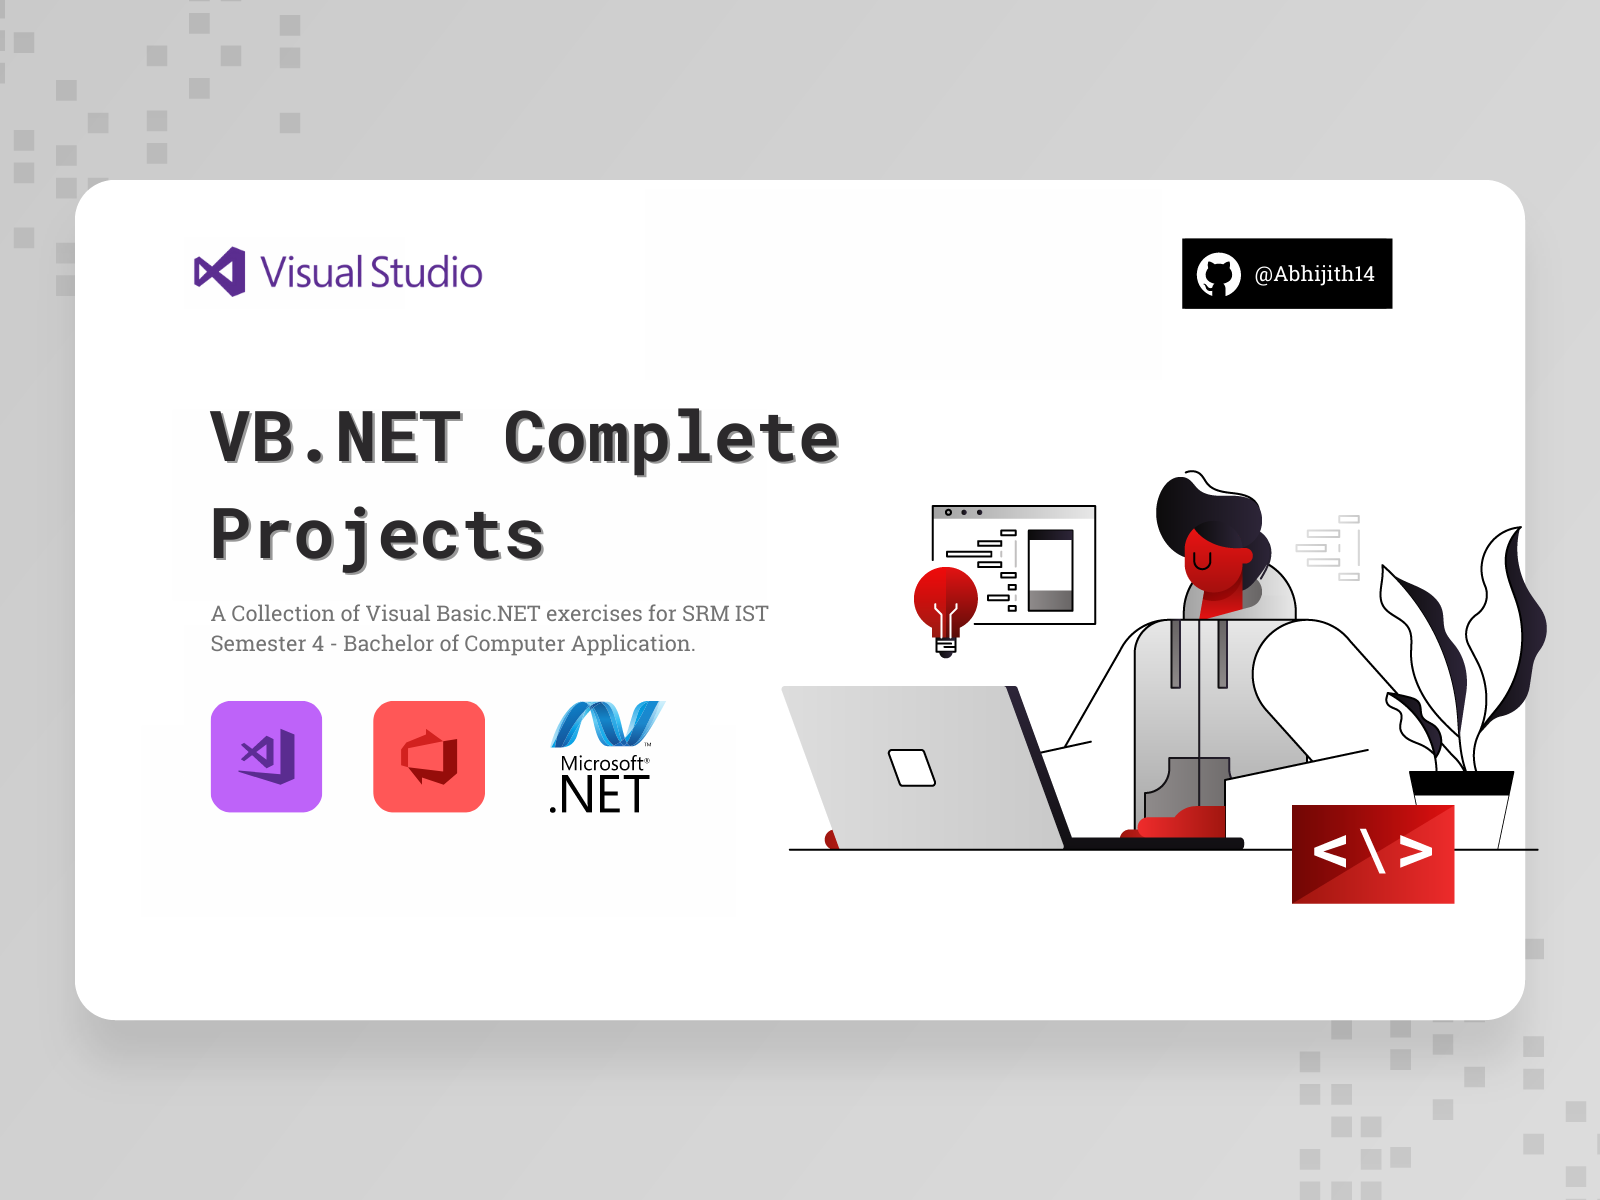 Visual Studio
@Abhijith14
VB.NET Complete
Projects
A Collection of Visual Basic.NET exercises for SRM IST
Semester 4 - Bachelor of Computer Application.
™
Microsoft®
.NET
<\>